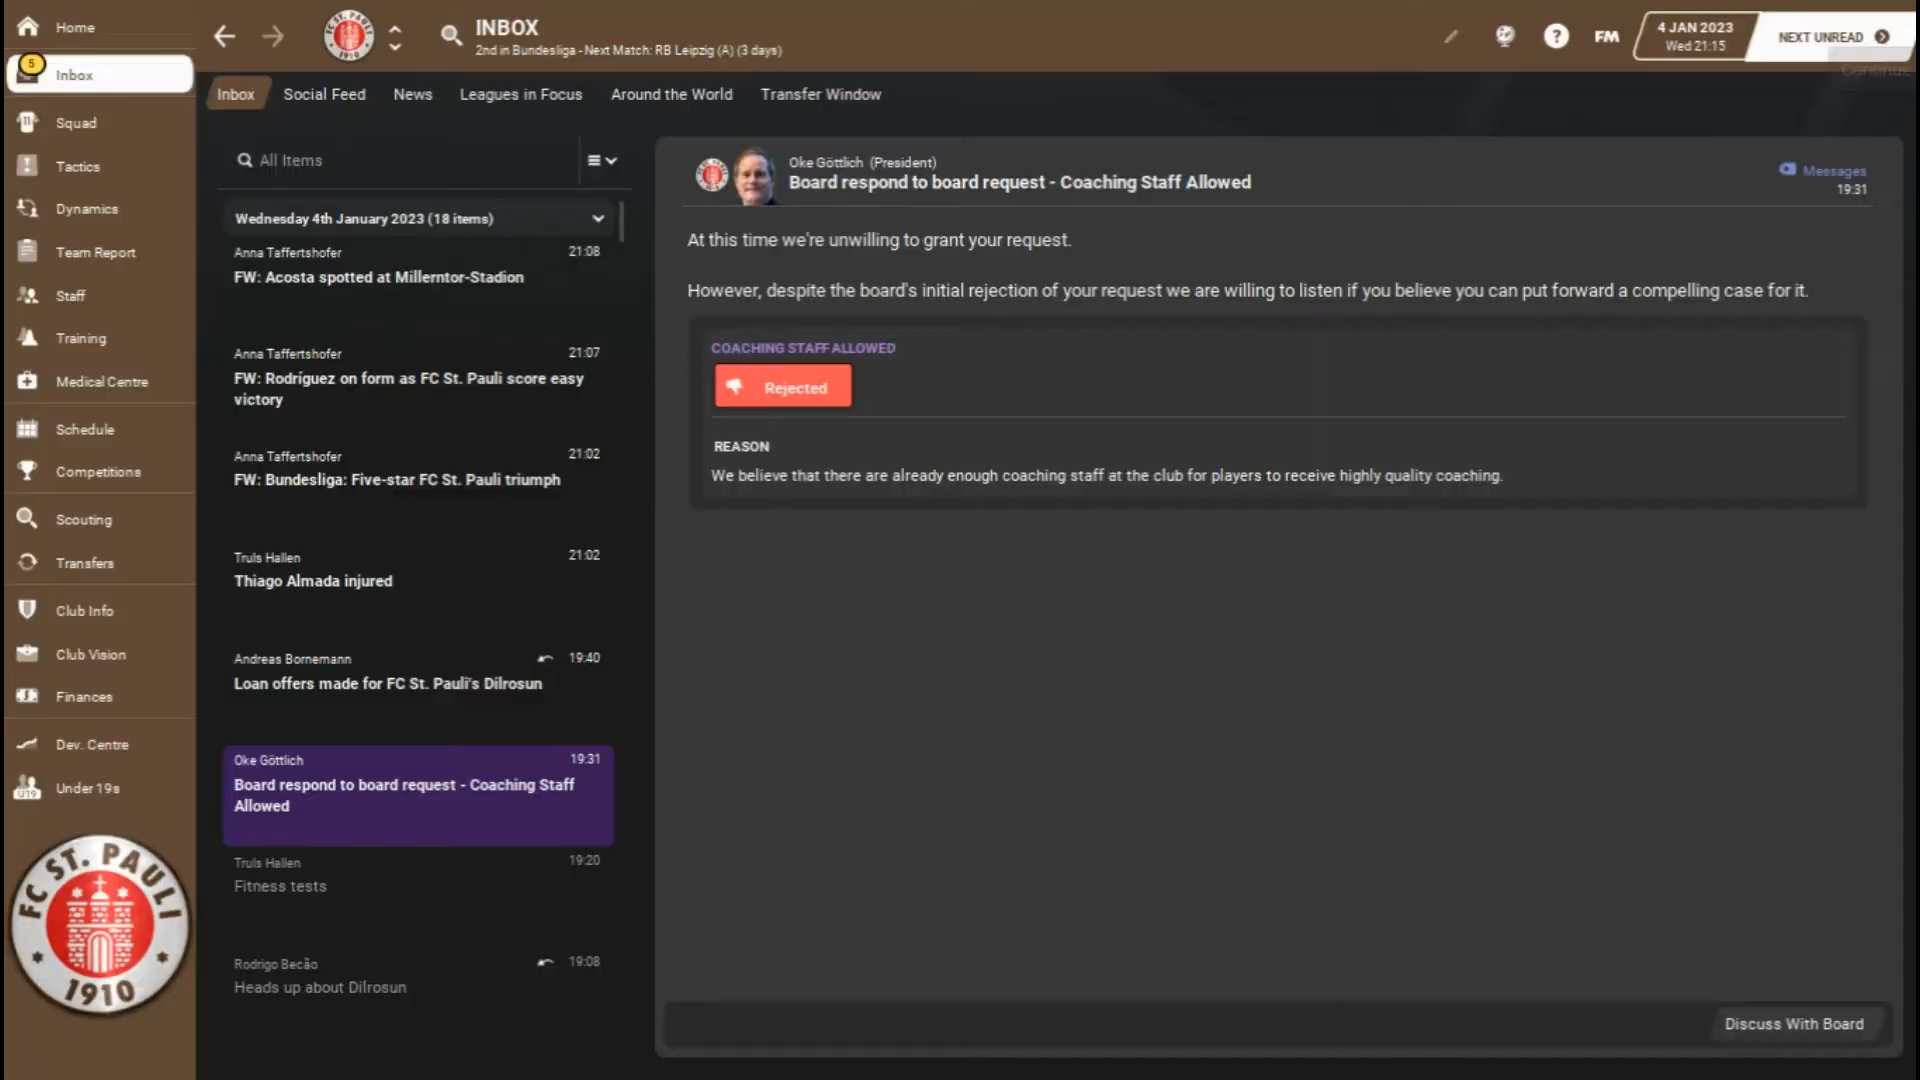 Home
5
Inbox
Squad
Tactics
Dynamics
Team Report
Staff
Training
Medical Centre
Schedule
Competitions
Scouting
Transfers
Club Info
Club Vision
Finances
Dev. Centre
U19
Under 19s
FC ST. PAULI
1910
FC ST. PAULI
1910
INBOX
2nd in Bundesliga - Next Match: RB Leipzig (A) (3 days)
?
FM
4 JAN 2023
Wed 21:15
NEXT UNREAD
Continue
Inbox
Social Feed
News
Leagues in Focus
Around the World
Transfer Window
All Items
Wednesday 4th January 2023 (18 items)
Anna Taffertshofer 21:08
FW: Acosta spotted at Millerntor-Stadion
Anna Taffertshofer 21:07
FW: Rodríguez on form as FC St. Pauli score easy
victory
Anna Taffertshofer 21:02
FW: Bundesliga: Five-star FC St. Pauli triumph
Truls Hallen 21:02
Thiago Almada injured
Andreas Bornemann 19:40
Loan offers made for FC St. Pauli's Dilrosun
Oke Göttlich 19:31
Board respond to board request - Coaching Staff
Allowed
Truls Hallen 19:20
Fitness tests
Rodrigo Becão 19:08
Heads up about Dilrosun
Oke Göttlich (President)
Board respond to board request - Coaching Staff Allowed
Messages
19:31
At this time we're unwilling to grant your request.
However, despite the board's initial rejection of your request we are willing to listen if you believe you can put forward a compelling case for it.
COACHING STAFF ALLOWED
Rejected
REASON
We believe that there are already enough coaching staff at the club for players to receive highly quality coaching.
Discuss With Board